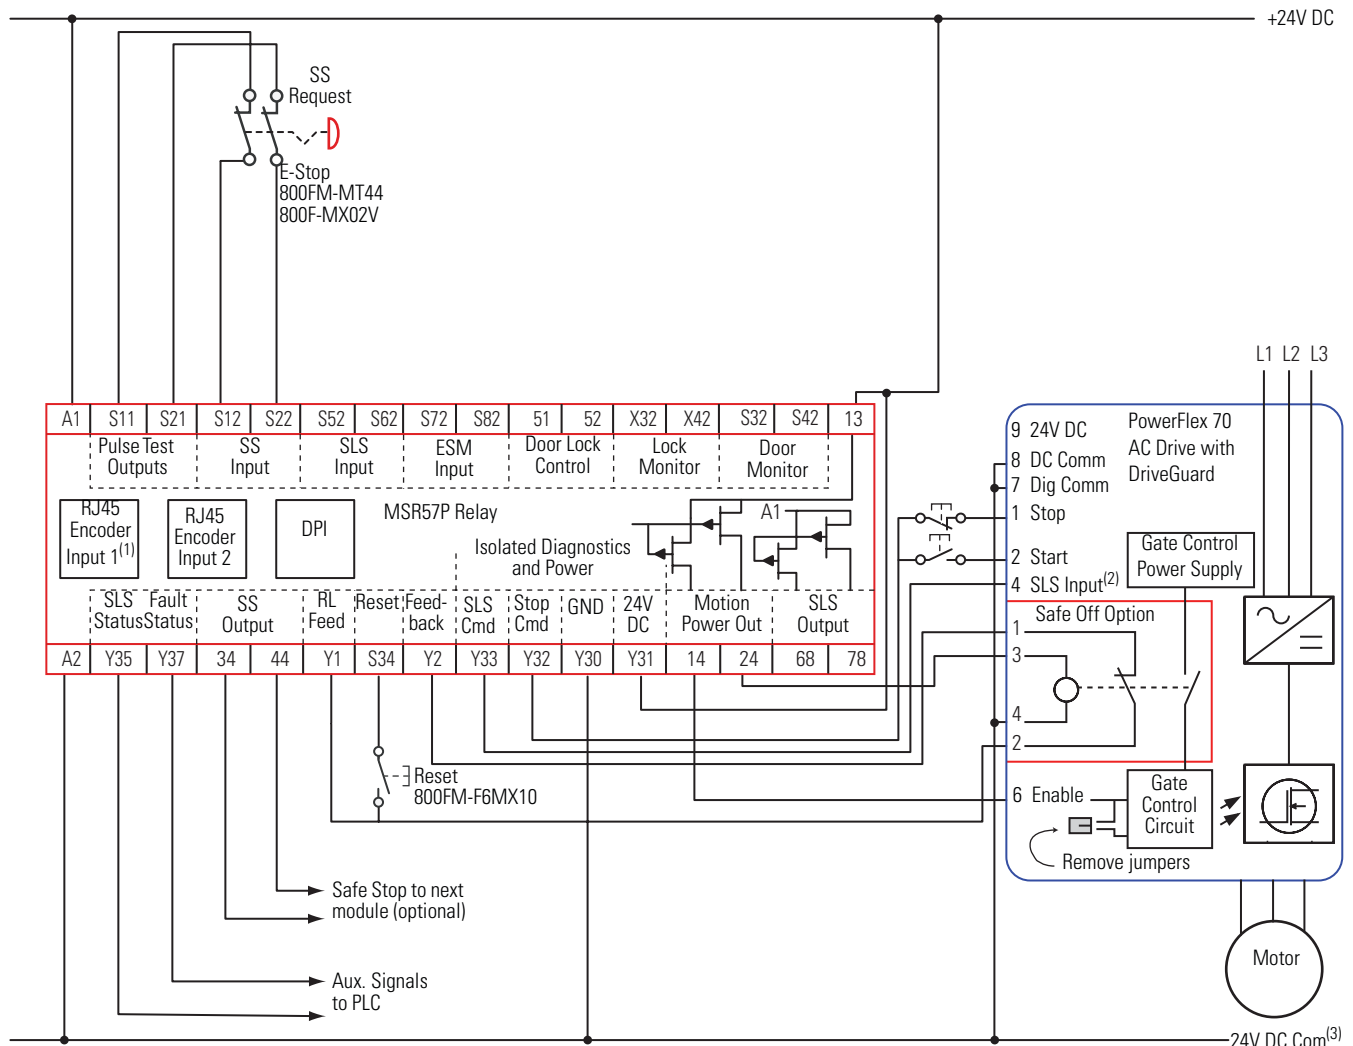 +24V DC
SS
Request
E-Stop
800FM-MT44
800F-MX02V
L1 L2 L3
A1 S11 S21 S12 S22 S52 S62 S72 S82 51 52 X32 X42 S32 S42 13
Pulse Test
Outputs
SS
Input
SLS
Input
ESM
Input
Door Lock
Control
Lock
Monitor
Door
Monitor
RJ45
Encoder
Input 1(1)
RJ45
Encoder
Input 2
DPI
MSR57P Relay
A1
Isolated Diagnostics
and Power
SLS
Status
Fault
Status
SS
Output
RL
Feed
Reset
Feed-
back
SLS
Cmd
Stop
Cmd
GND
24V
DC
Motion
Power Out
SLS
Output
A2 Y35 Y37 34 44 Y1 S34 Y2 Y33 Y32 Y30 Y31 14 24 68 78
PowerFlex 70
AC Drive with
DriveGuard
9 24V DC
8 DC Comm
7 Dig Comm
1 Stop
2 Start
4 SLS Input(2)
Gate Control
Power Supply
Safe Off Option
1
3
4
2
6 Enable
Gate
Control
Circuit
Remove jumpers
Reset
800FM-F6MX10
Safe Stop to next
module (optional)
Aux. Signals
to PLC
Motor
24V DC Com(3)